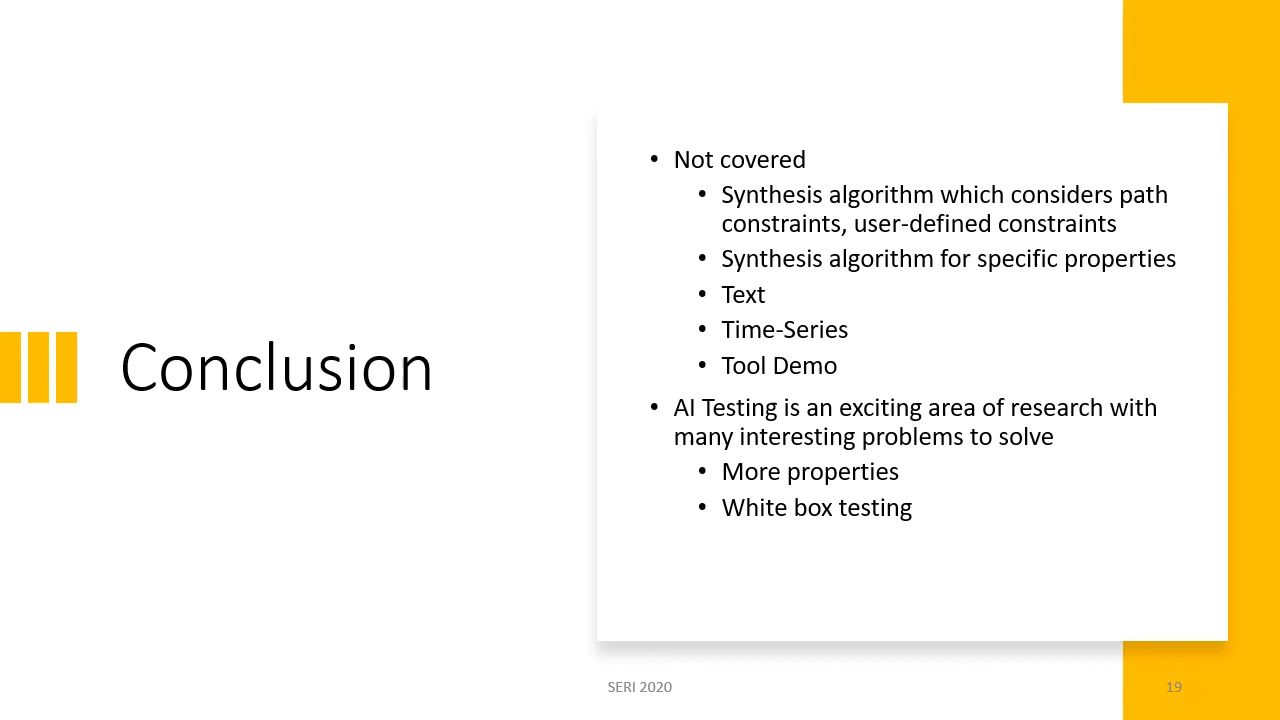 Conclusion
• Not covered
• Synthesis algorithm which considers path
constraints, user-defined constraints
• Synthesis algorithm for specific properties
• Text
• Time-Series
• Tool Demo
• AI Testing is an exciting area of research with
many interesting problems to solve
• More properties
• White box testing
SERI 2020
19